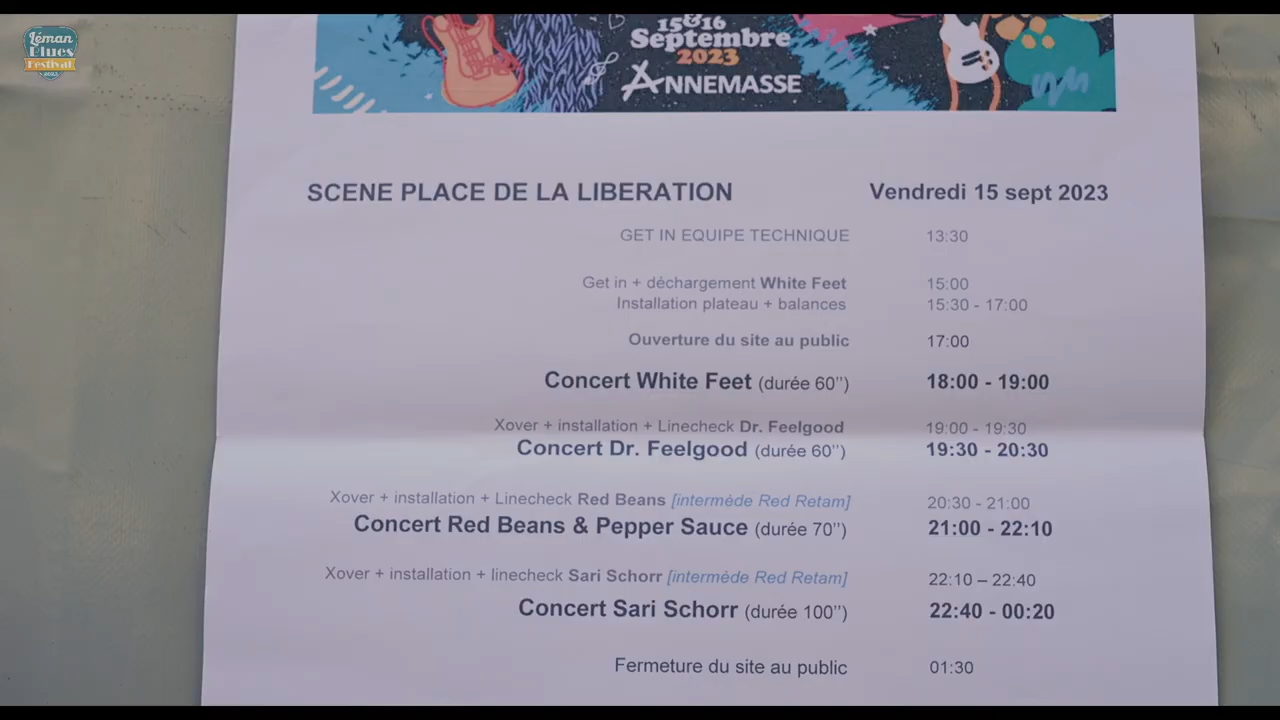 Léman
Blues
Festival
2023
15&16
Septembre
2023
ANNEMASSE
SCENE PLACE DE LA LIBERATION Vendredi 15 sept 2023
GET IN EQUIPE TECHNIQUE 13:30
Get in + déchargement White Feet 15:00
Installation plateau + balances 15:30 - 17:00
Ouverture du site au public 17:00
Concert White Feet (durée 60'') 18:00 - 19:00
Xover + installation + Linecheck Dr. Feelgood 19:00 - 19:30
Concert Dr. Feelgood (durée 60'') 19:30 - 20:30
Xover + installation + Linecheck Red Beans [intermède Red Retam] 20:30 - 21:00
Concert Red Beans & Pepper Sauce (durée 70'') 21:00 - 22:10
Xover + installation + linecheck Sari Schorr [intermède Red Retam] 22:10 – 22:40
Concert Sari Schorr (durée 100'') 22:40 - 00:20
Fermeture du site au public 01:30